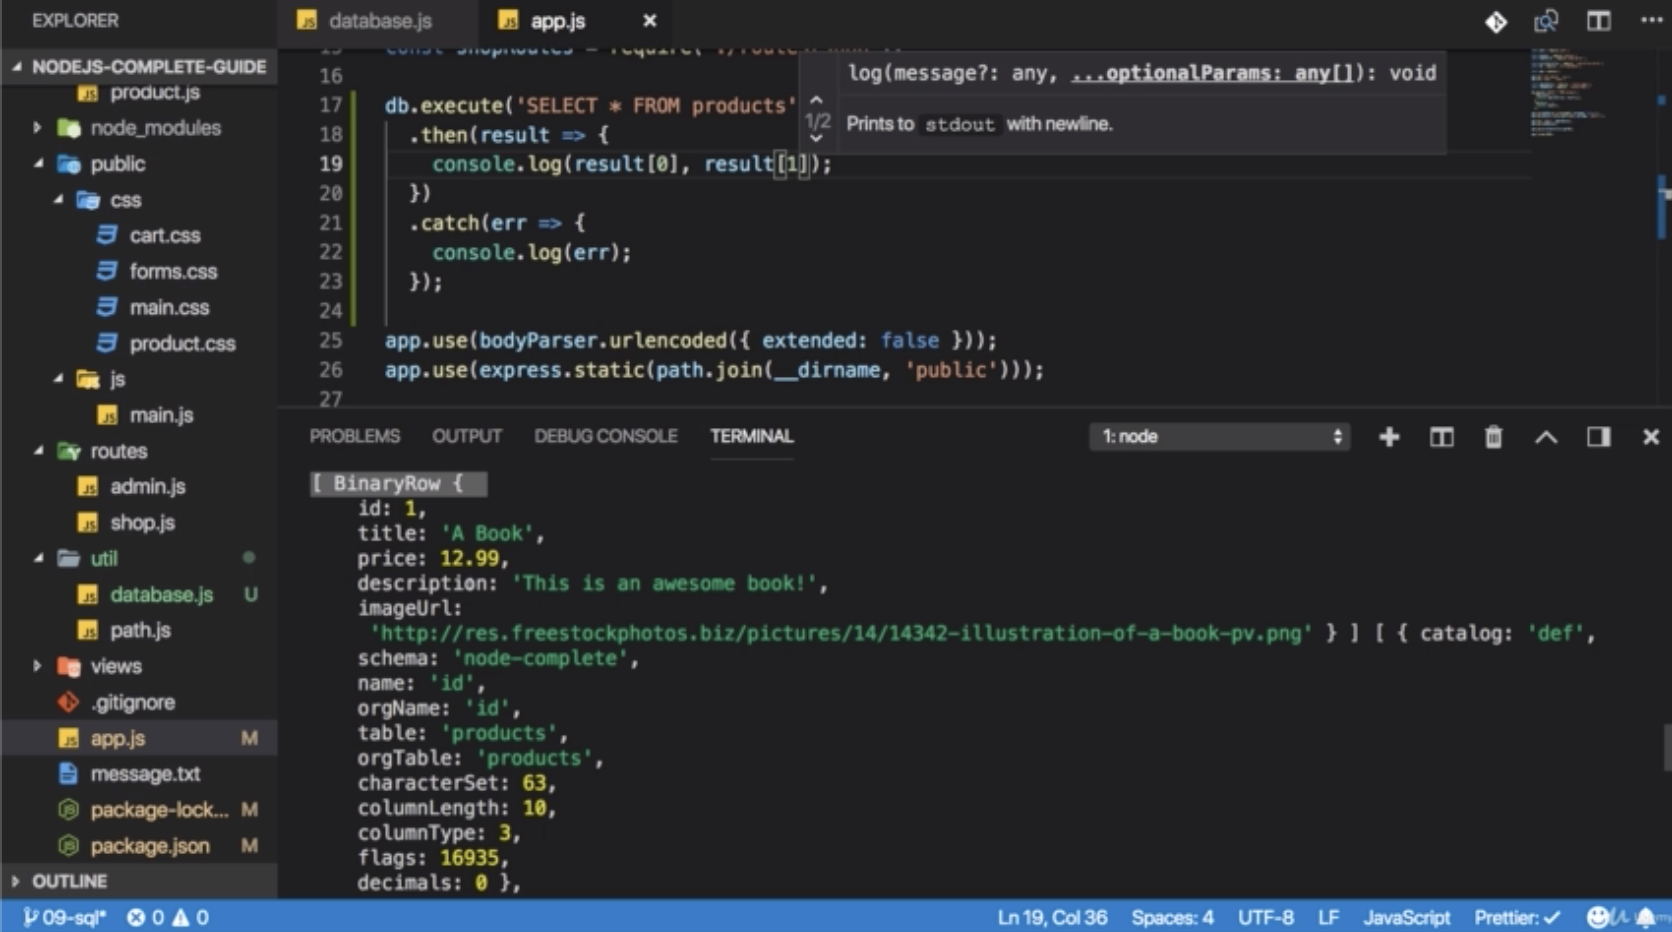 EXPLORER
database.js
app.js
NODEJS-COMPLETE-GUIDE
product.js
node_modules
public
css
cart.css
forms.css
main.css
product.css
js
main.js
routes
admin.js
shop.js
util
database.js U
path.js
views
.gitignore
app.js M
message.txt
package-lock... M
package.json M
OUTLINE
16
17 db.execute('SELECT * FROM products'
18 .then(result => {
19 console.log(result[0], result[1]);
20 })
21 .catch(err => {
22 console.log(err);
23 });
24
25 app.use(bodyParser.urlencoded({ extended: false }));
26 app.use(express.static(path.join(__dirname, 'public')));
27
log(message?: any, ...optionalParams: any[]): void
1/2
Prints to stdout with newline.
PROBLEMS OUTPUT DEBUG CONSOLE TERMINAL
1: node
[ BinaryRow {
id: 1,
title: 'A Book',
price: 12.99,
description: 'This is an awesome book!',
imageUrl:
'http://res.freestockphotos.biz/pictures/14/14342-illustration-of-a-book-pv.png' } ] [ { catalog: 'def',
schema: 'node-complete',
name: 'id',
orgName: 'id',
table: 'products',
orgTable: 'products',
characterSet: 63,
columnLength: 10,
columnType: 3,
flags: 16935,
decimals: 0 },
09-sql* 0 0
Ln 19, Col 36 Spaces: 4 UTF-8 LF JavaScript Prettier: ✓